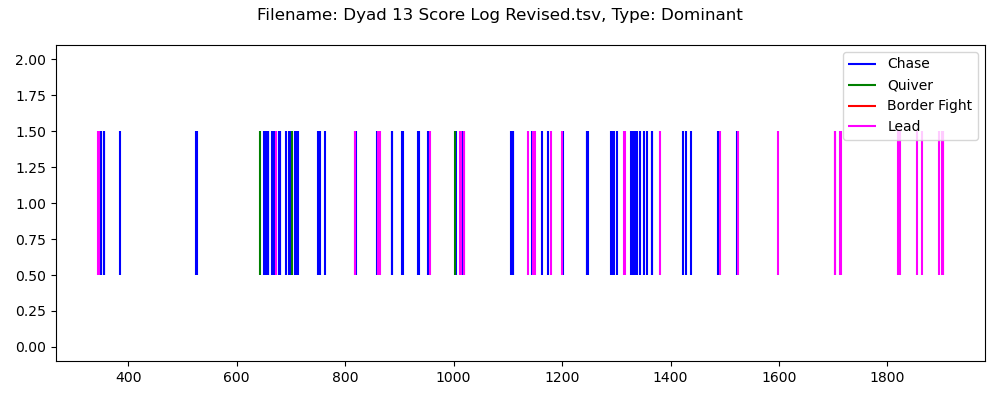 Filename: Dyad 13 Score Log Revised.tsv, Type: Dominant
2.00
1.75
1.50
1.25
1.00
0.75
0.50
0.25
0.00
Chase
Quiver
Border Fight
Lead
400 600 800 1000 1200 1400 1600 1800